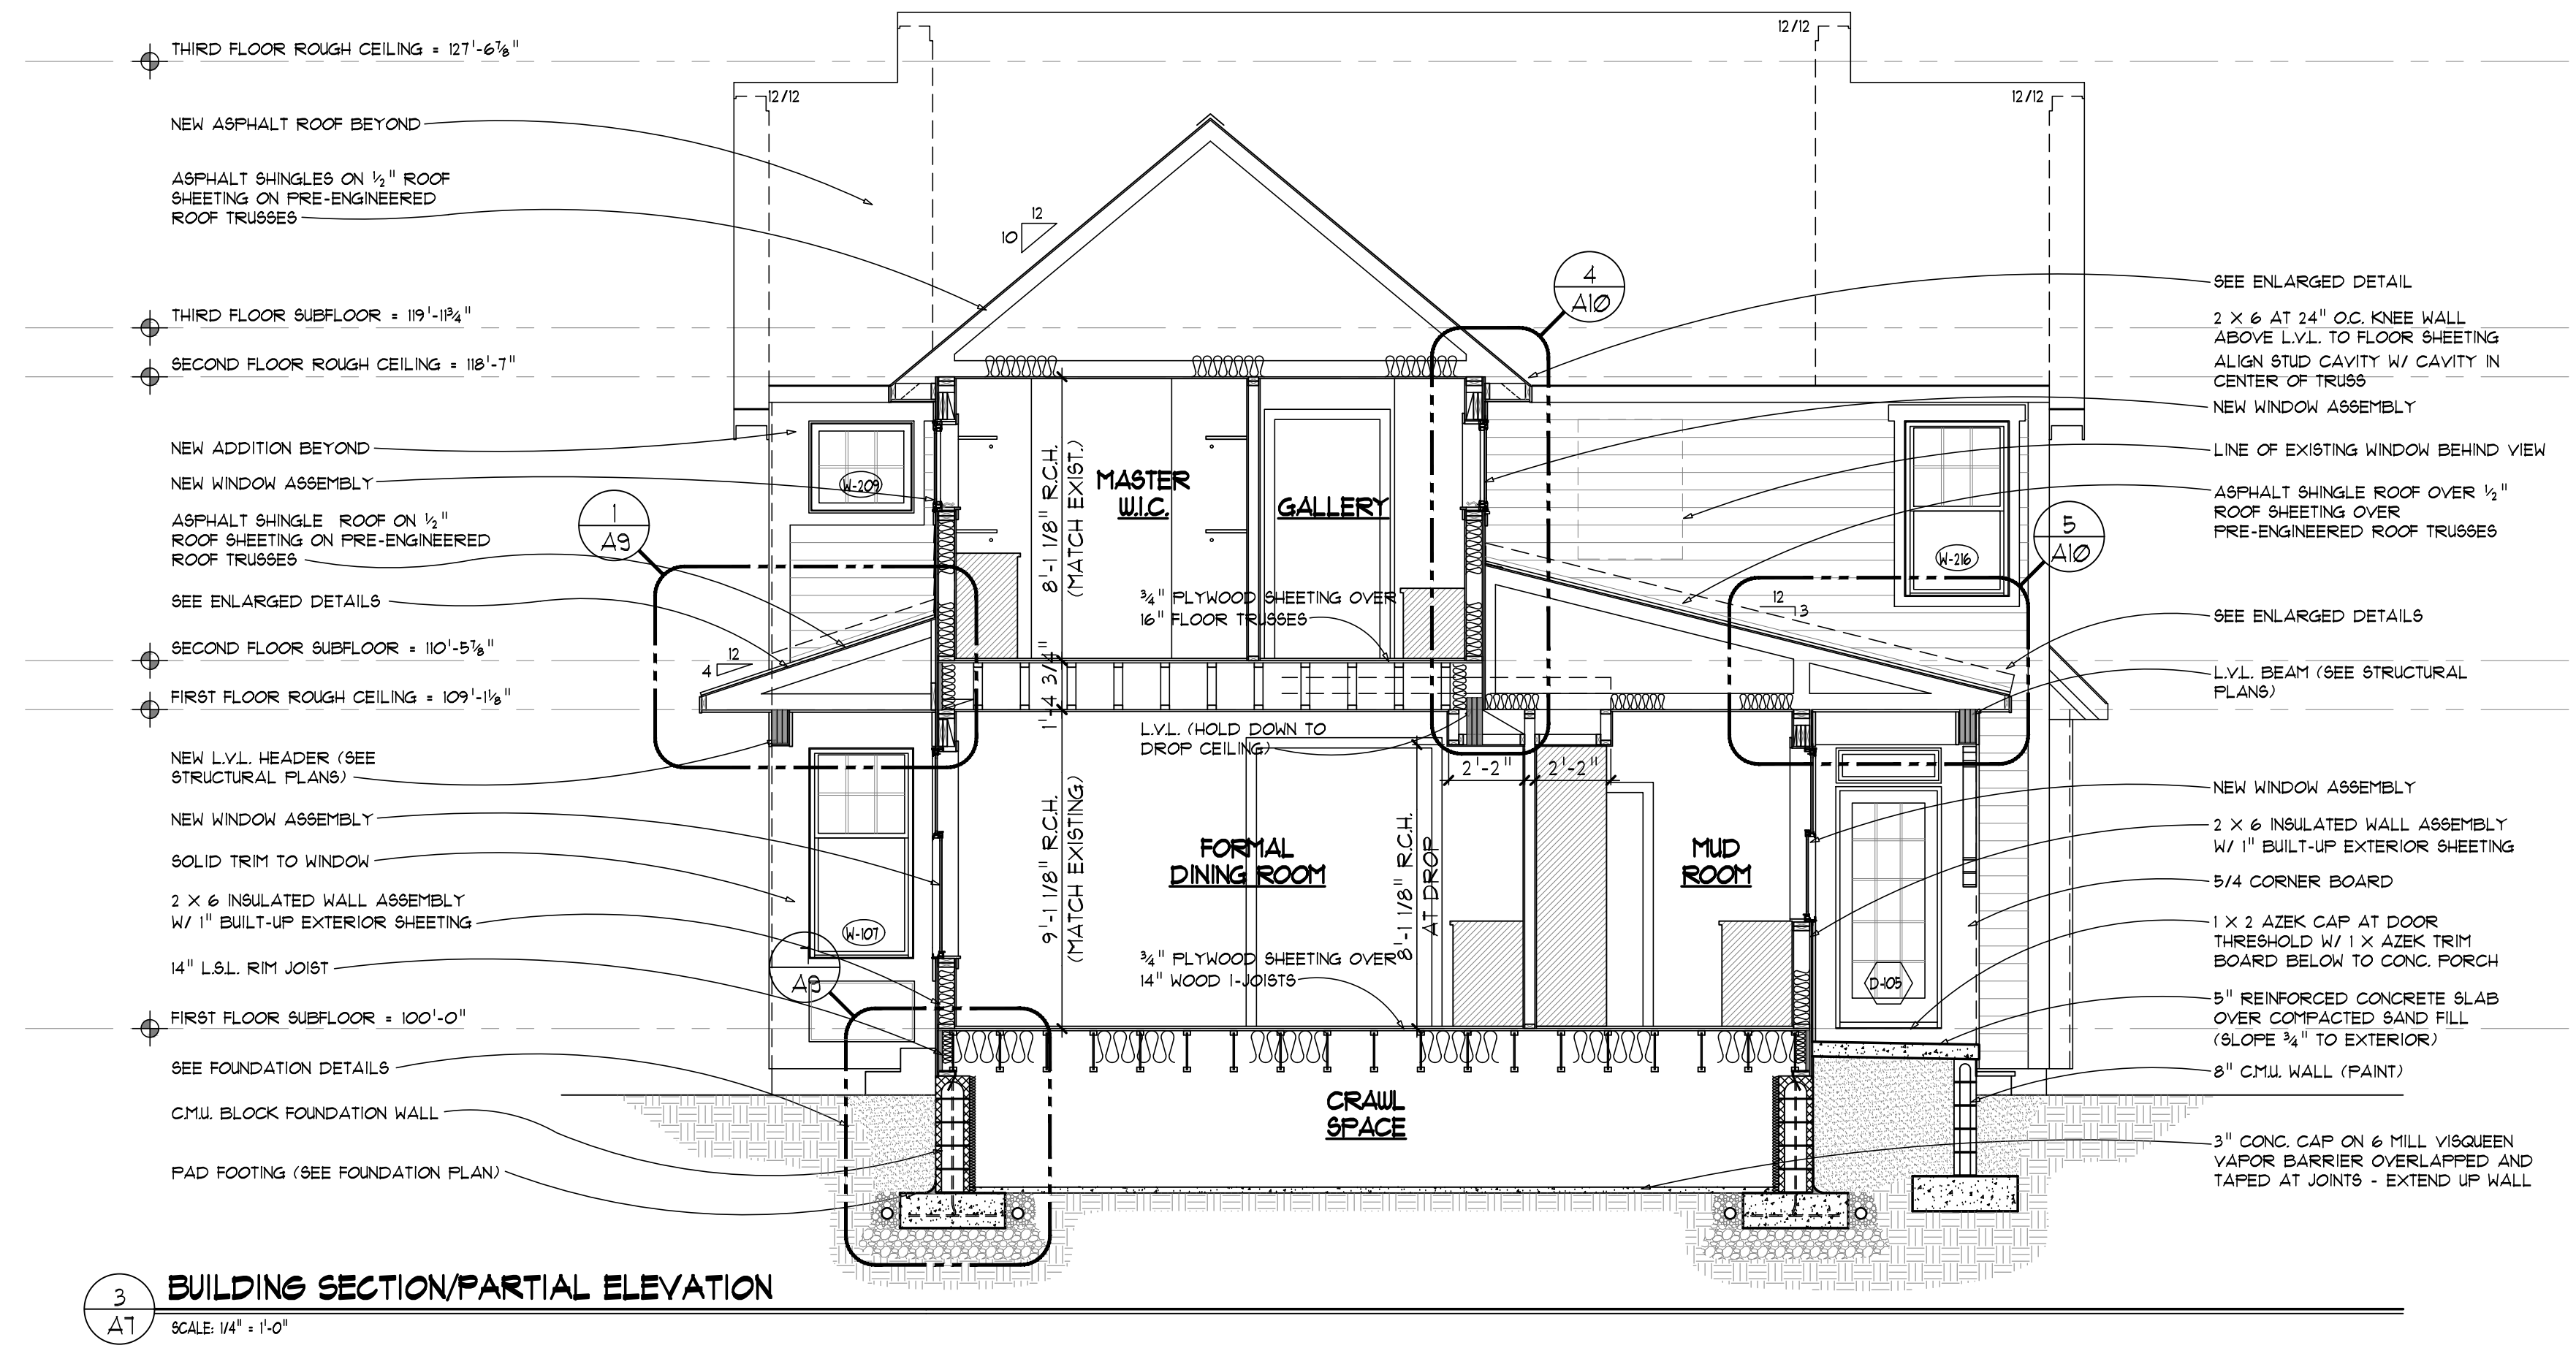 THIRD FLOOR ROUGH CEILING = 127'-6⅞"
NEW ASPHALT ROOF BEYOND
ASPHALT SHINGLES ON ½" ROOF
SHEETING ON PRE-ENGINEERED
ROOF TRUSSES
THIRD FLOOR SUBFLOOR = 119'-11¾"
SECOND FLOOR ROUGH CEILING = 118'-7"
NEW ADDITION BEYOND
NEW WINDOW ASSEMBLY
ASPHALT SHINGLE ROOF ON ½"
ROOF SHEETING ON PRE-ENGINEERED
ROOF TRUSSES
SEE ENLARGED DETAILS
SECOND FLOOR SUBFLOOR = 110'-5⅞"
FIRST FLOOR ROUGH CEILING = 109'-1⅛"
NEW L.V.L. HEADER (SEE
STRUCTURAL PLANS)
NEW WINDOW ASSEMBLY
SOLID TRIM TO WINDOW
2 X 6 INSULATED WALL ASSEMBLY
W/ 1" BUILT-UP EXTERIOR SHEETING
14" L.S.L. RIM JOIST
FIRST FLOOR SUBFLOOR = 100'-0"
SEE FOUNDATION DETAILS
C.M.U. BLOCK FOUNDATION WALL
PAD FOOTING (SEE FOUNDATION PLAN)
12/12
12/12
12/12
12
10
4
A10
1
A9
W-209
MASTER
W.I.C.
GALLERY
8'-1 1/8" R.C.H.
(MATCH EXIST.)
¾" PLYWOOD SHEETING OVER
16" FLOOR TRUSSES
W-216
5
A10
12
3
12
4
1'-4 3/4"
L.V.L. (HOLD DOWN TO
DROP CEILING)
2'-2"
2'-2"
9'-1 1/8" R.C.H.
(MATCH EXISTING)
FORMAL
DINING ROOM
8'-1 1/8" R.C.H.
AT DROP
MUD
ROOM
W-107
A9
¾" PLYWOOD SHEETING OVER
14" WOOD I-JOISTS
D-105
CRAWL
SPACE
SEE ENLARGED DETAIL
2 X 6 AT 24" O.C. KNEE WALL
ABOVE L.V.L. TO FLOOR SHEETING
ALIGN STUD CAVITY W/ CAVITY IN
CENTER OF TRUSS
NEW WINDOW ASSEMBLY
LINE OF EXISTING WINDOW BEHIND VIEW
ASPHALT SHINGLE ROOF OVER ½"
ROOF SHEETING OVER
PRE-ENGINEERED ROOF TRUSSES
SEE ENLARGED DETAILS
L.V.L. BEAM (SEE STRUCTURAL
PLANS)
NEW WINDOW ASSEMBLY
2 X 6 INSULATED WALL ASSEMBLY
W/ 1" BUILT-UP EXTERIOR SHEETING
5/4 CORNER BOARD
1 X 2 AZEK CAP AT DOOR
THRESHOLD W/ 1 X AZEK TRIM
BOARD BELOW TO CONC. PORCH
5" REINFORCED CONCRETE SLAB
OVER COMPACTED SAND FILL
(SLOPE ¾" TO EXTERIOR)
8" C.M.U. WALL (PAINT)
3" CONC. CAP ON 6 MILL VISQUEEN
VAPOR BARRIER OVERLAPPED AND
TAPED AT JOINTS - EXTEND UP WALL
3
A7
BUILDING SECTION/PARTIAL ELEVATION
SCALE: 1/4" = 1'-0"